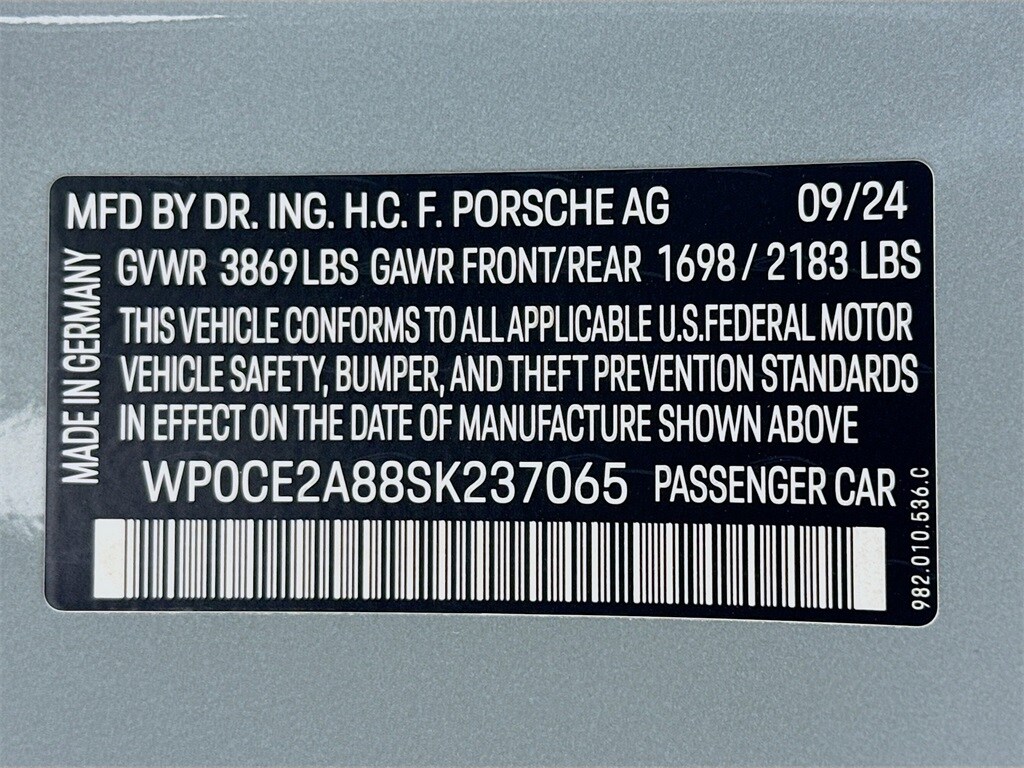 MFD BY DR. ING. H.C. F. PORSCHE AG 09/24
GVWR 3869 LBS GAWR FRONT/REAR 1698 / 2183 LBS
THIS VEHICLE CONFORMS TO ALL APPLICABLE U.S.FEDERAL MOTOR
VEHICLE SAFETY, BUMPER, AND THEFT PREVENTION STANDARDS
IN EFFECT ON THE DATE OF MANUFACTURE SHOWN ABOVE
WP0CE2A88SK237065 PASSENGER CAR
MADE IN GERMANY
982.010.536.C